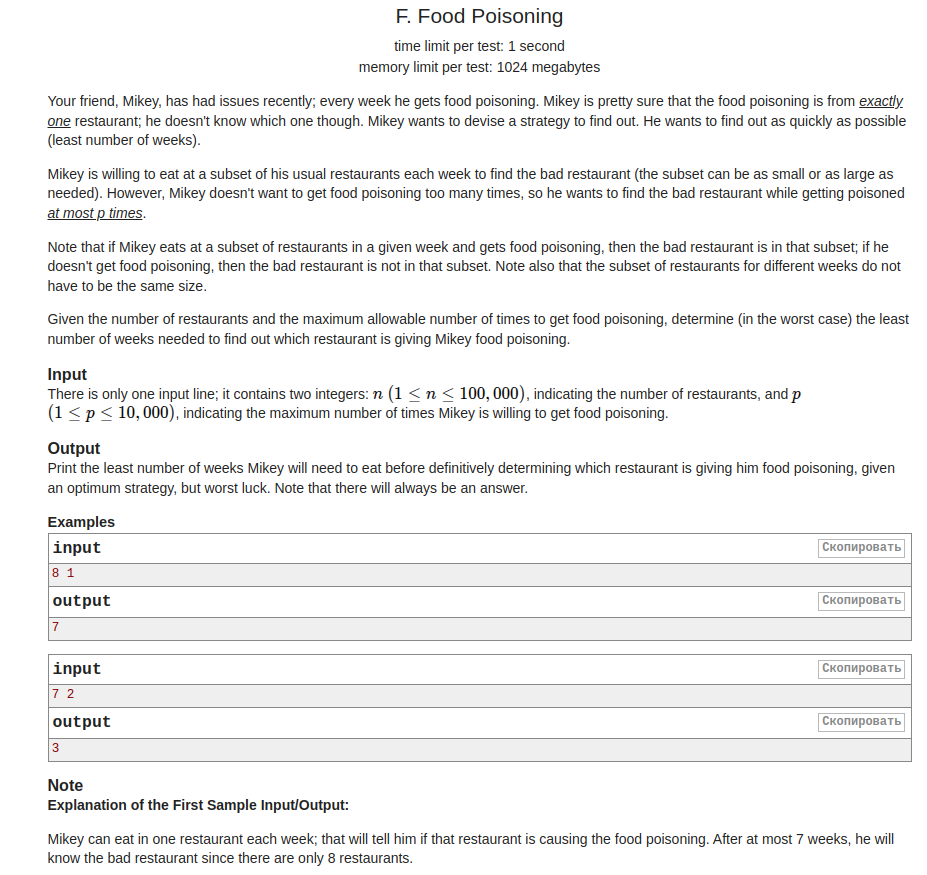 F. Food Poisoning
time limit per test: 1 second
memory limit per test: 1024 megabytes
Your friend, Mikey, has had issues recently; every week he gets food poisoning. Mikey is pretty sure that the food poisoning is from exactly
one restaurant; he doesn't know which one though. Mikey wants to devise a strategy to find out. He wants to find out as quickly as possible
(least number of weeks).
Mikey is willing to eat at a subset of his usual restaurants each week to find the bad restaurant (the subset can be as small or as large as
needed). However, Mikey doesn't want to get food poisoning too many times, so he wants to find the bad restaurant while getting poisoned
at most p times.
Note that if Mikey eats at a subset of restaurants in a given week and gets food poisoning, then the bad restaurant is in that subset; if he
doesn't get food poisoning, then the bad restaurant is not in that subset. Note also that the subset of restaurants for different weeks do not
have to be the same size.
Given the number of restaurants and the maximum allowable number of times to get food poisoning, determine (in the worst case) the least
number of weeks needed to find out which restaurant is giving Mikey food poisoning.
Input
There is only one input line; it contains two integers: n (1 ≤ n ≤ 100,000), indicating the number of restaurants, and p
(1 ≤ p ≤ 10,000), indicating the maximum number of times Mikey is willing to get food poisoning.
Output
Print the least number of weeks Mikey will need to eat before definitively determining which restaurant is giving him food poisoning, given
an optimum strategy, but worst luck. Note that there will always be an answer.
Examples
input Скопировать
8 1
output Скопировать
7
input Скопировать
7 2
output Скопировать
3
Note
Explanation of the First Sample Input/Output:
Mikey can eat in one restaurant each week; that will tell him if that restaurant is causing the food poisoning. After at most 7 weeks, he will
know the bad restaurant since there are only 8 restaurants.